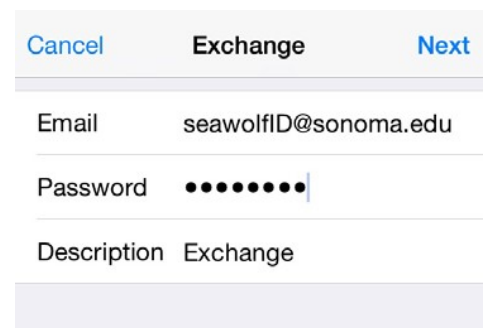 Cancel Exchange Next
Email seawolfID@sonoma.edu
Password ••••••••
Description Exchange